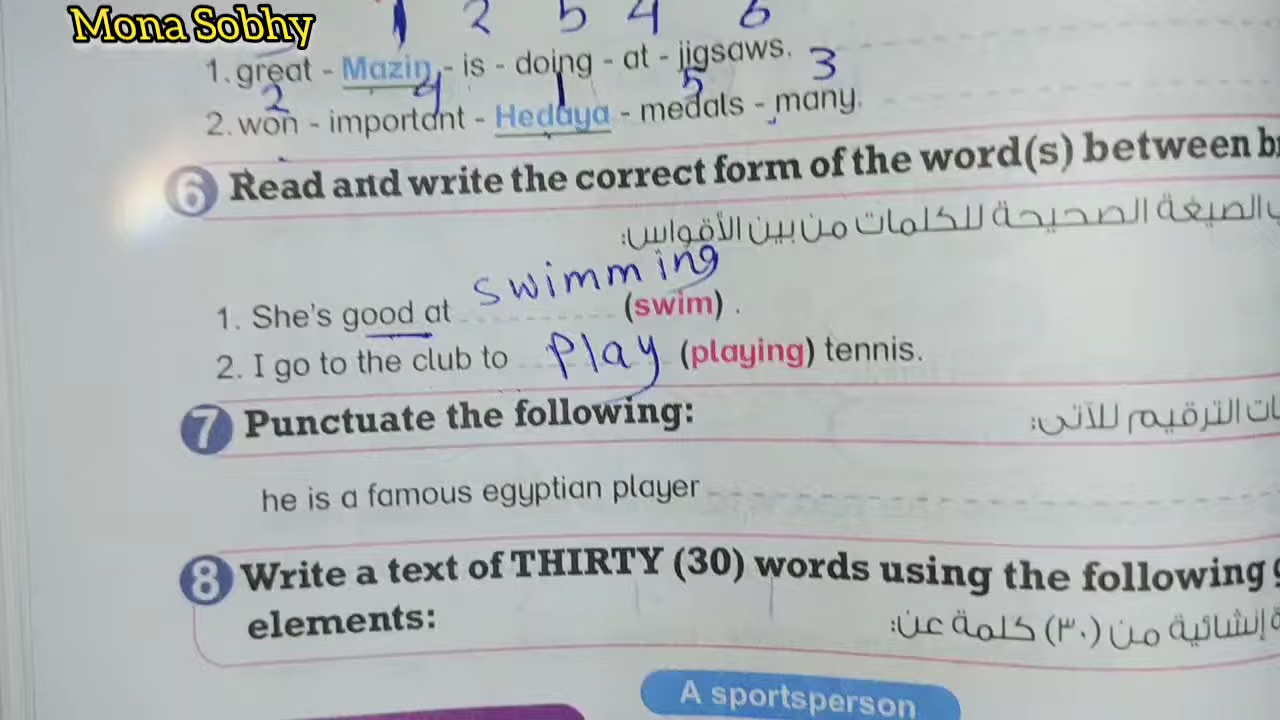 Mona Sobhy
1 2 5 4 6
1. great - Mazin - is - doing - at - jigsaws.
2 4 1 5 3
2. won - important - Hedaya - medals - many.
6 Read and write the correct form of the word(s) between
الصيغة الصحيحة للكلمات من بين الأقواس:
swimming
1. She's good at (swim) .
2. I go to the club to play (playing) tennis.
7 Punctuate the following:
الترقيم للآتى:
he is a famous egyptian player
8 Write a text of THIRTY (30) words using the following
elements:
إنشائية من (٣٠) كلمة عن:
A sportsperson